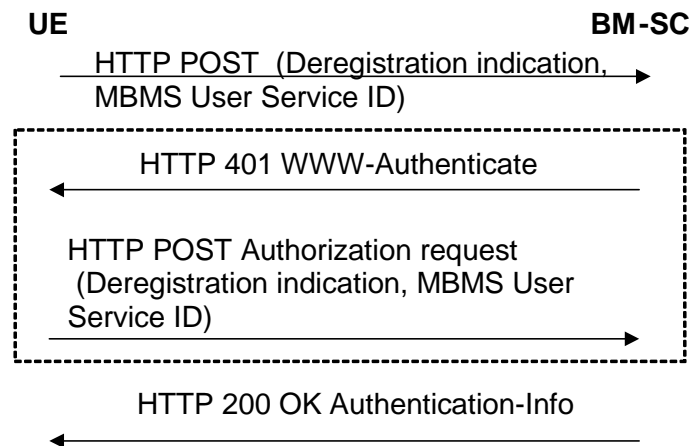 UE BM-SC
HTTP POST (Deregistration indication,
MBMS User Service ID)
HTTP 401 WWW-Authenticate
HTTP POST Authorization request
(Deregistration indication, MBMS User
Service ID)
HTTP 200 OK Authentication-Info